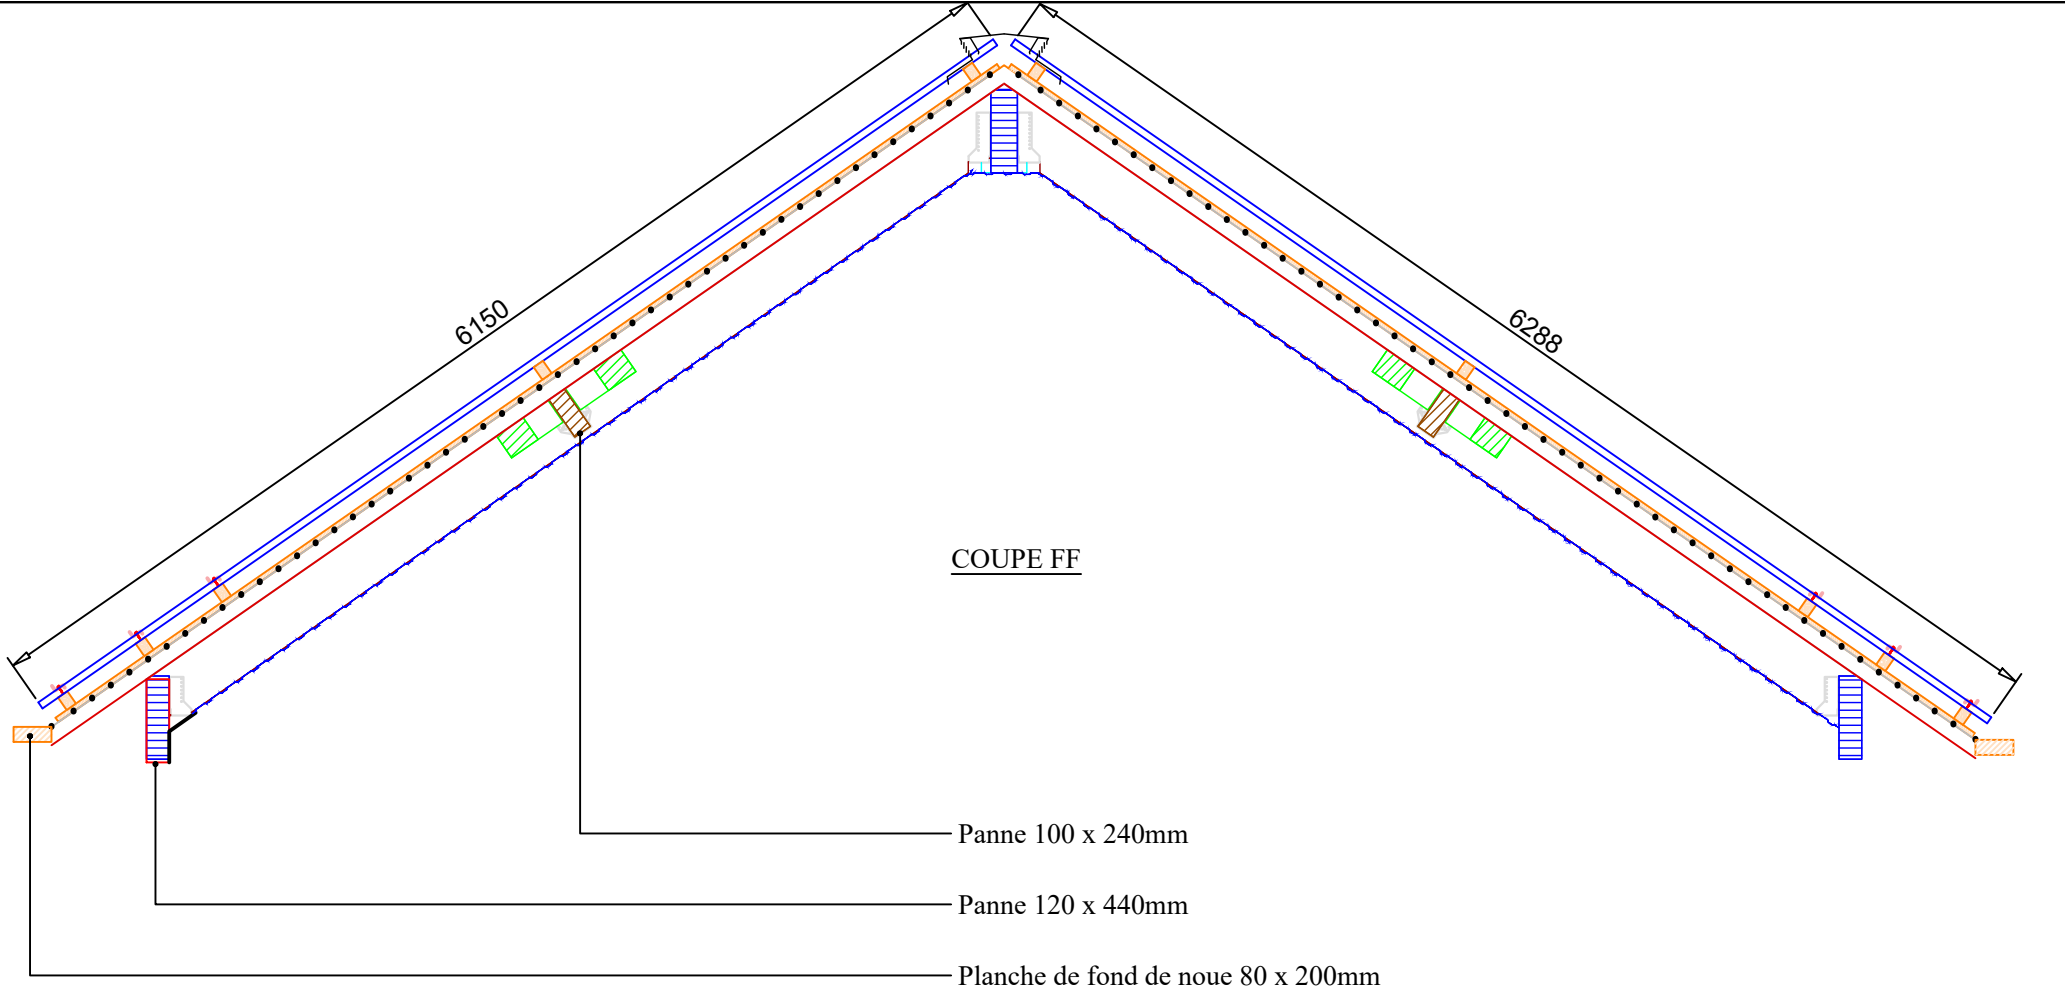 6150
6288
COUPE FF
Panne 100 x 240mm
Panne 120 x 440mm
Planche de fond de noue 80 x 200mm